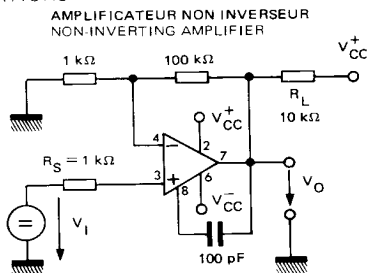 AMPLIFICATEUR NON INVERSEUR
NON-INVERTING AMPLIFIER
1 kΩ
100 kΩ
V+CC
RL
10 kΩ
V+CC
4
2
7
RS = 1 kΩ
3
6
8
V-CC
VO
VI
100 pF